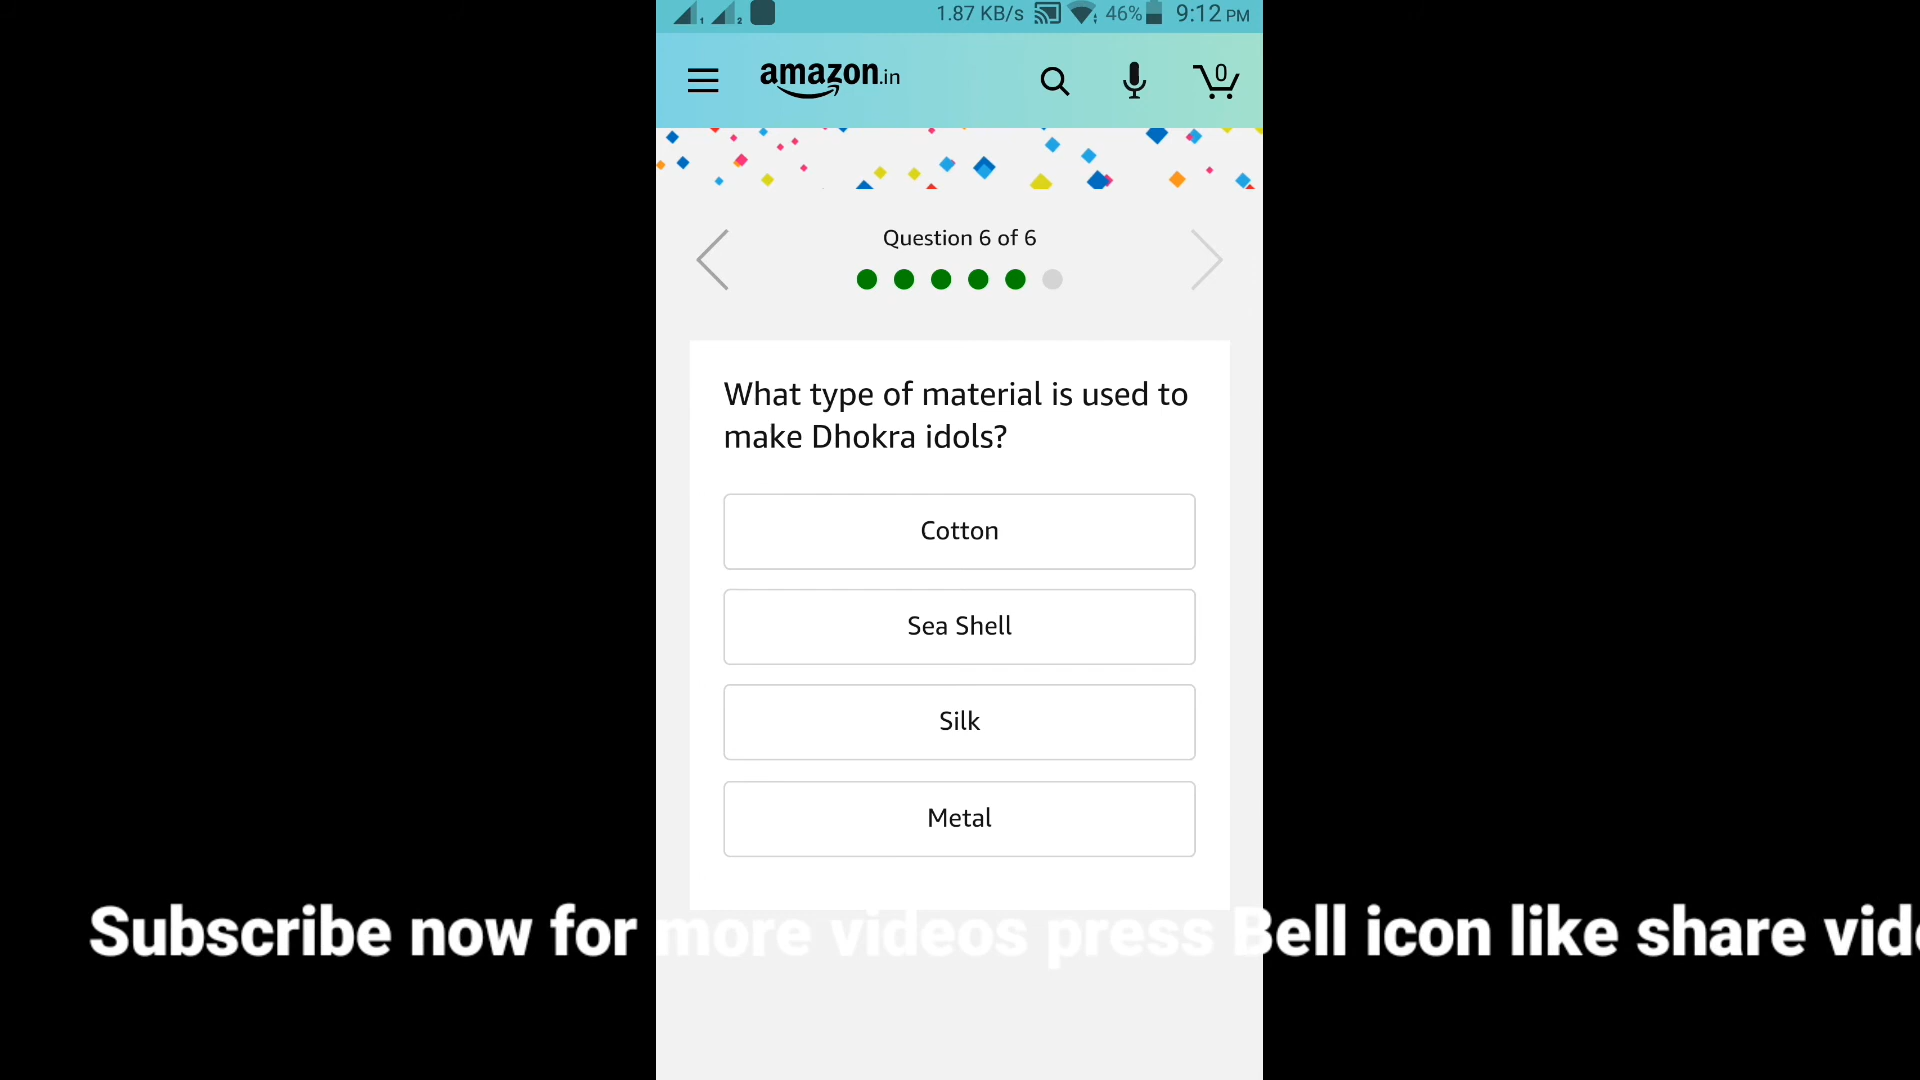 1 2 1.87 KB/s 46% 9:12 PM
amazon.in
0
Question 6 of 6
What type of material is used to
make Dhokra idols?
Cotton
Sea Shell
Silk
Metal
Subscribe now for more videos press Bell icon like share vid